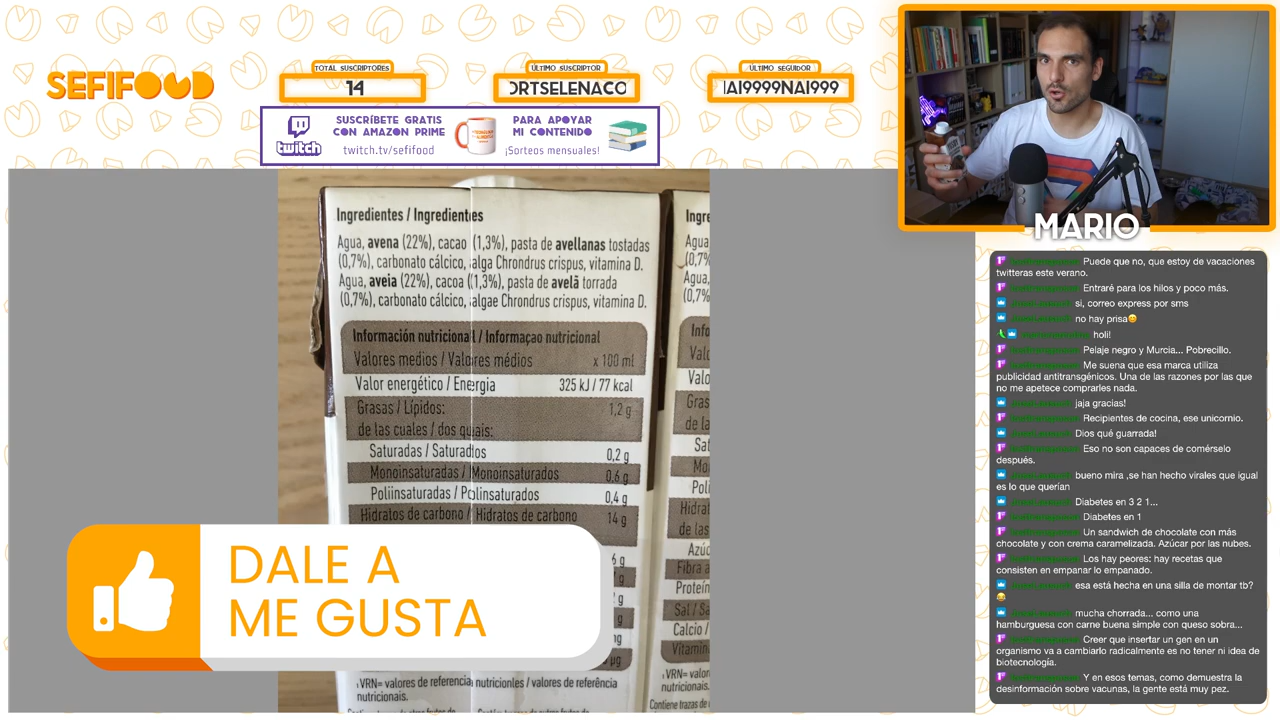 SEFIFOOD
TOTAL SUSCRIPTORES
14
ÚLTIMO SUSCRIPTOR
ORTSELENACO
ÚLTIMO SEGUIDOR
IAI9999NAI999
twitch
SUSCRÍBETE GRATIS
CON AMAZON PRIME
twitch.tv/sefifood
PARA APOYAR
MI CONTENIDO
¡Sorteos mensuales!
MARIO
Ingredientes / Ingredientes
Agua, avena (22%), cacao (1,3%), pasta de avellanas tostadas
(0,7%), carbonato cálcico, alga Chrondrus crispus, vitamina D.
Agua, aveia (22%), cacoa (1,3%), pasta de avelã torrada
(0,7%), carbonato cálcico, algae Chrondrus crispus, vitamina D.
Información nutricional / Informaçao nutricional
Valores medios / Valores médios x 100 ml
Valor energético / Energia 325 kJ / 77 kcal
Grasas / Lípidos: 1,2 g
de las cuales / dos quais:
Saturadas / Saturados 0,2 g
Monoinsaturadas / Monoinsaturados 0,6 g
Poliinsaturadas / Polinsaturados 0,4 g
Hidratos de carbono / Hidratos de carbono 14 g
VRN= valores de referencia nutricionles / valores de referência
nutricionais.
DALE A
ME GUSTA
Puede que no, que estoy de vacaciones
twitteras este verano.
Entraré para los hilos y poco más.
si, correo express por sms
no hay prisa😊
holi!
Pelaje negro y Murcia... Pobrecillo.
Me suena que esa marca utiliza
publicidad antitransgénicos. Una de las razones por las que
no me apetece comprarles nada.
jaja gracias!
Recipientes de cocina, ese unicornio.
Dios qué guarrada!
Eso no son capaces de comérselo
después.
bueno mira ,se han hecho virales que igual
es lo que querían
Diabetes en 3 2 1...
Diabetes en 1
Un sandwich de chocolate con más
chocolate y con crema caramelizada. Azúcar por las nubes.
Los hay peores: hay recetas que
consisten en empanar lo empanado.
esa está hecha en una silla de montar tb?
😂
mucha chorrada... como una
hamburguesa con carne buena simple con queso sobra...
Creer que insertar un gen en un
organismo va a cambiarlo radicalmente es no tener ni idea de
biotecnología.
Y en esos temas, como demuestra la
desinformación sobre vacunas, la gente está muy pez.